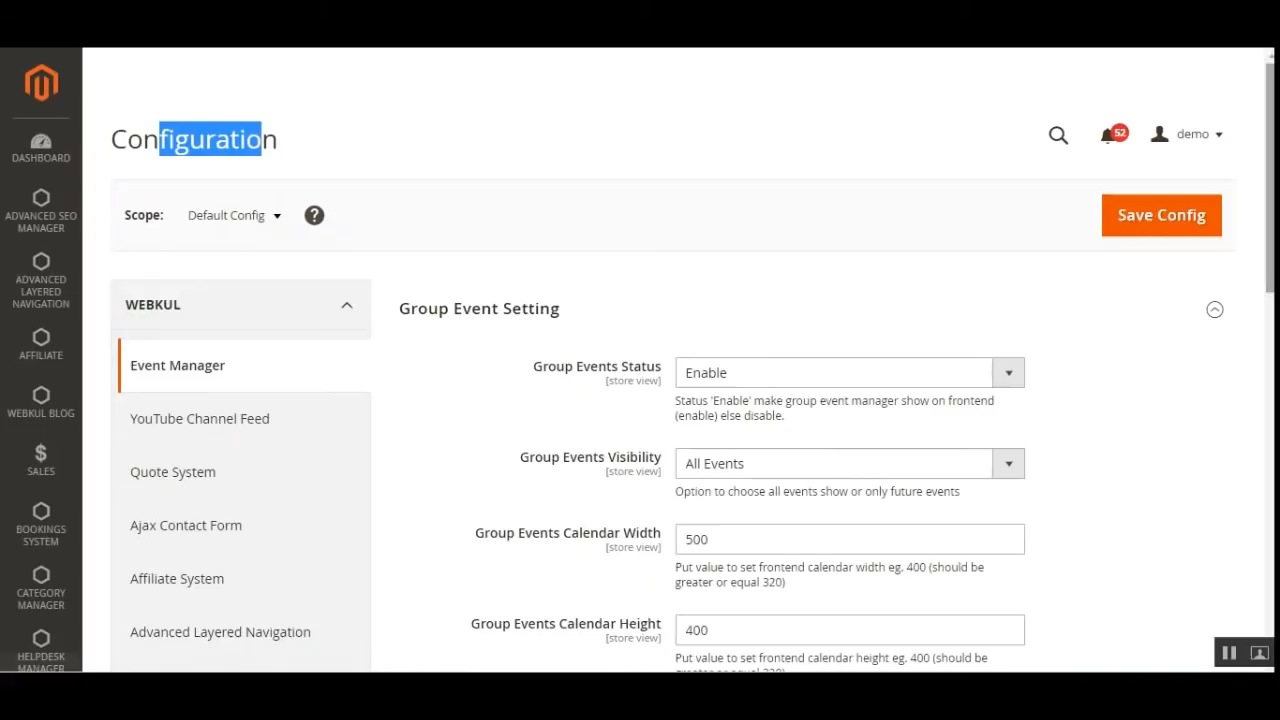 Configuration
52
demo
Scope:
Default Config
?
Save Config
DASHBOARD
ADVANCED SEO
MANAGER
ADVANCED
LAYERED
NAVIGATION
AFFILIATE
WEBKUL BLOG
$
SALES
BOOKINGS
SYSTEM
CATEGORY
MANAGER
HELPDESK
MANAGER
WEBKUL
Event Manager
YouTube Channel Feed
Quote System
Ajax Contact Form
Affiliate System
Advanced Layered Navigation
Group Event Setting
Group Events Status
[store view]
Enable
Status 'Enable' make group event manager show on frontend
(enable) else disable.
Group Events Visibility
[store view]
All Events
Option to choose all events show or only future events
Group Events Calendar Width
[store view]
500
Put value to set frontend calendar width eg. 400 (should be
greater or equal 320)
Group Events Calendar Height
[store view]
400
Put value to set frontend calendar height eg. 400 (should be